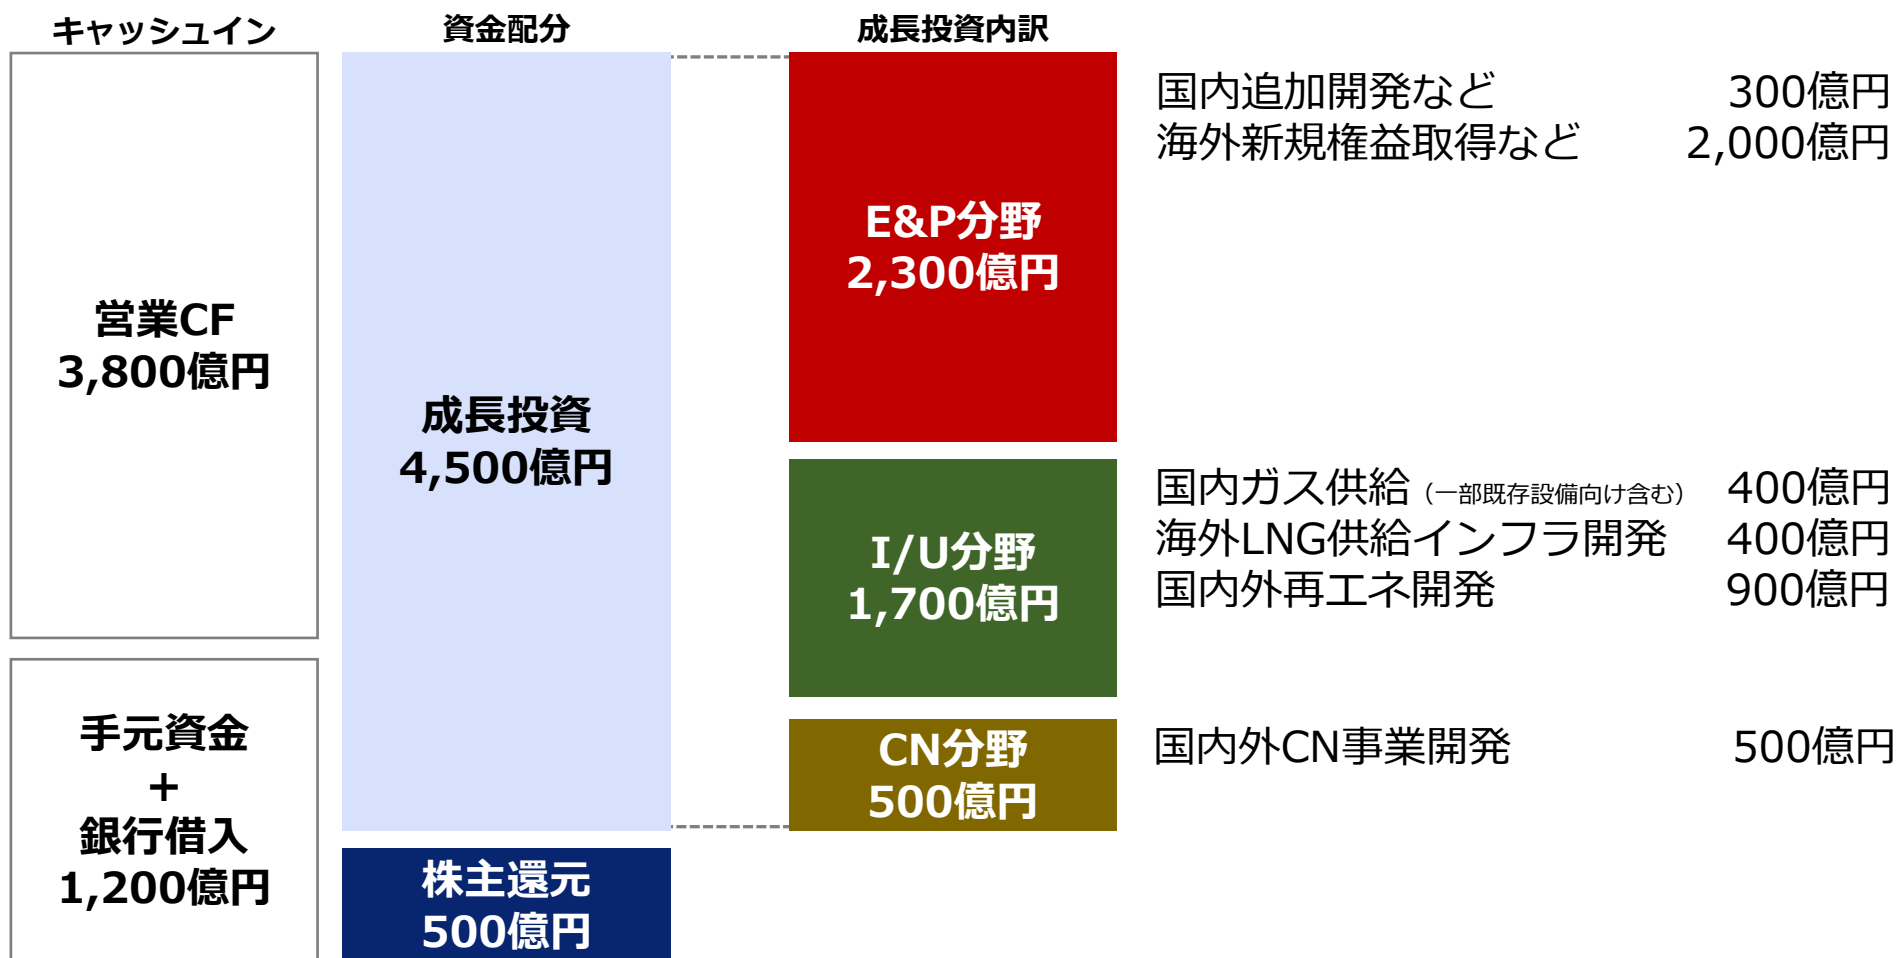 キャッシュイン
資金配分
成長投資内訳
営業CF
3,800億円
手元資金
+
銀行借入
1,200億円
成長投資
4,500億円
株主還元
500億円
E&P分野
2,300億円
国内追加開発など 300億円
海外新規権益取得など 2,000億円
I/U分野
1,700億円
国内ガス供給（一部既存設備向け含む） 400億円
海外LNG供給インフラ開発 400億円
国内外再エネ開発 900億円
CN分野
500億円
国内外CN事業開発 500億円